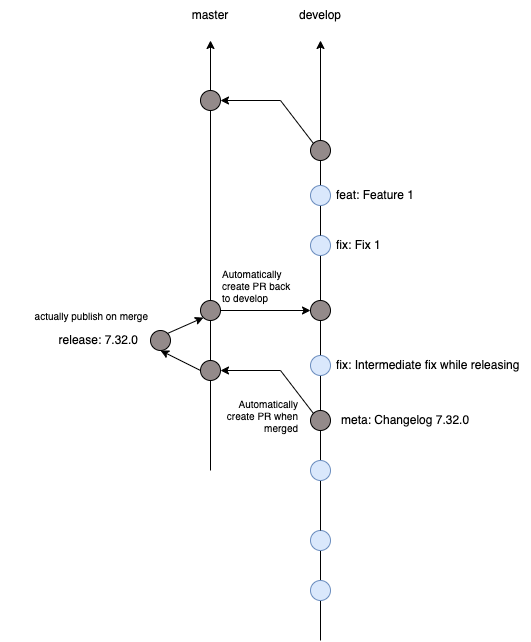 master
develop
feat: Feature 1
fix: Fix 1
Automatically
create PR back
to develop
actually publish on merge
release: 7.32.0
fix: Intermediate fix while releasing
Automatically
create PR when
merged
meta: Changelog 7.32.0